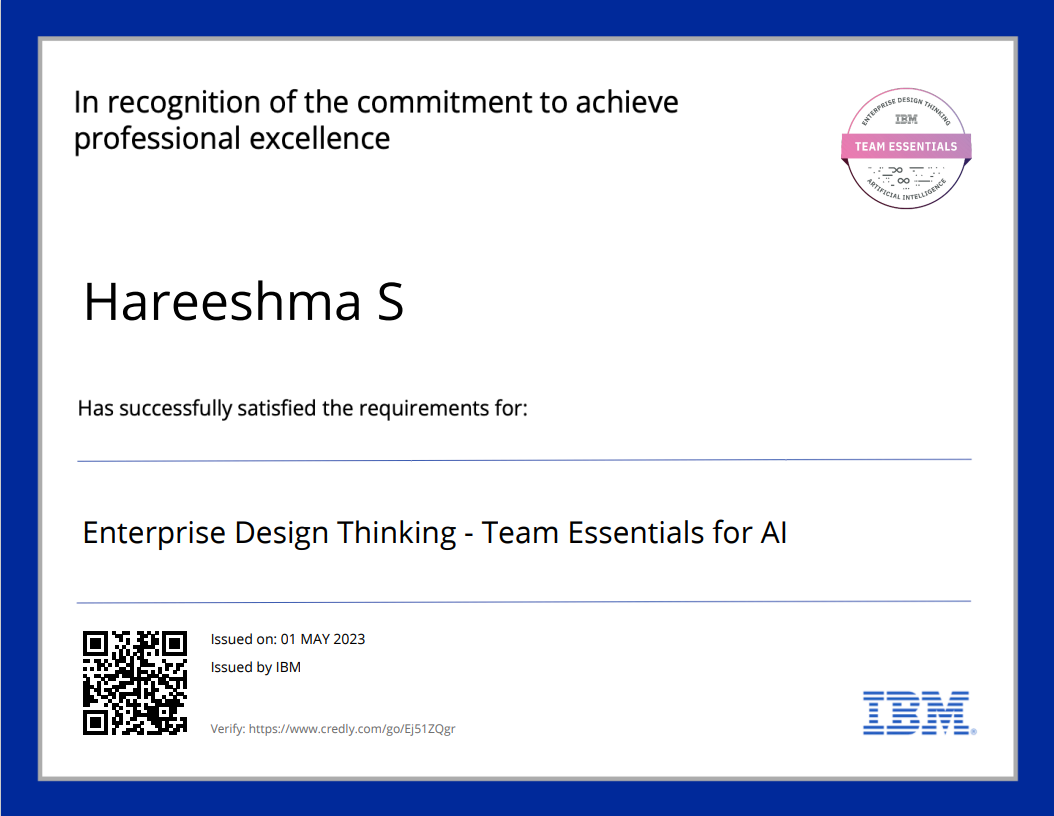 In recognition of the commitment to achieve
professional excellence
ENTERPRISE DESIGN THINKING
IBM
TEAM ESSENTIALS
ARTIFICIAL INTELLIGENCE
Hareeshma S
Has successfully satisfied the requirements for:
Enterprise Design Thinking - Team Essentials for AI
Issued on: 01 MAY 2023
Issued by IBM
Verify: https://www.credly.com/go/Ej51ZQgr
IBM®